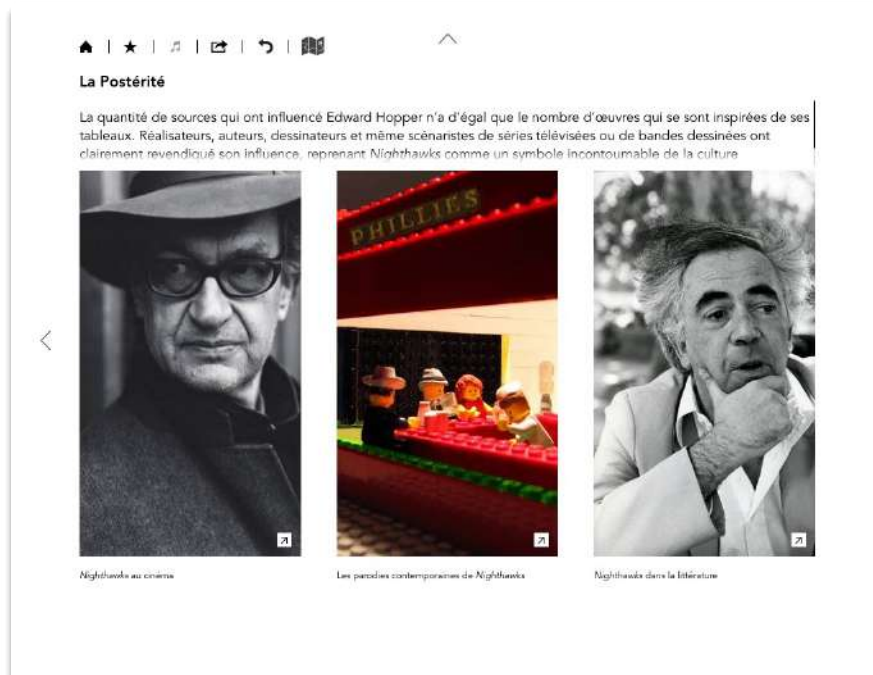 La Postérité
La quantité de sources qui ont influencé Edward Hopper n'a d'égal que le nombre d'œuvres qui se sont inspirées de ses
tableaux. Réalisateurs, auteurs, dessinateurs et même scénaristes de séries télévisées ou de bandes dessinées ont
clairement revendiqué son influence, reprenant Nighthawks comme un symbole incontournable de la culture
PHILLIES
Nighthawks au cinéma
Les parodies contemporaines de Nighthawks
Nighthawks dans la littérature